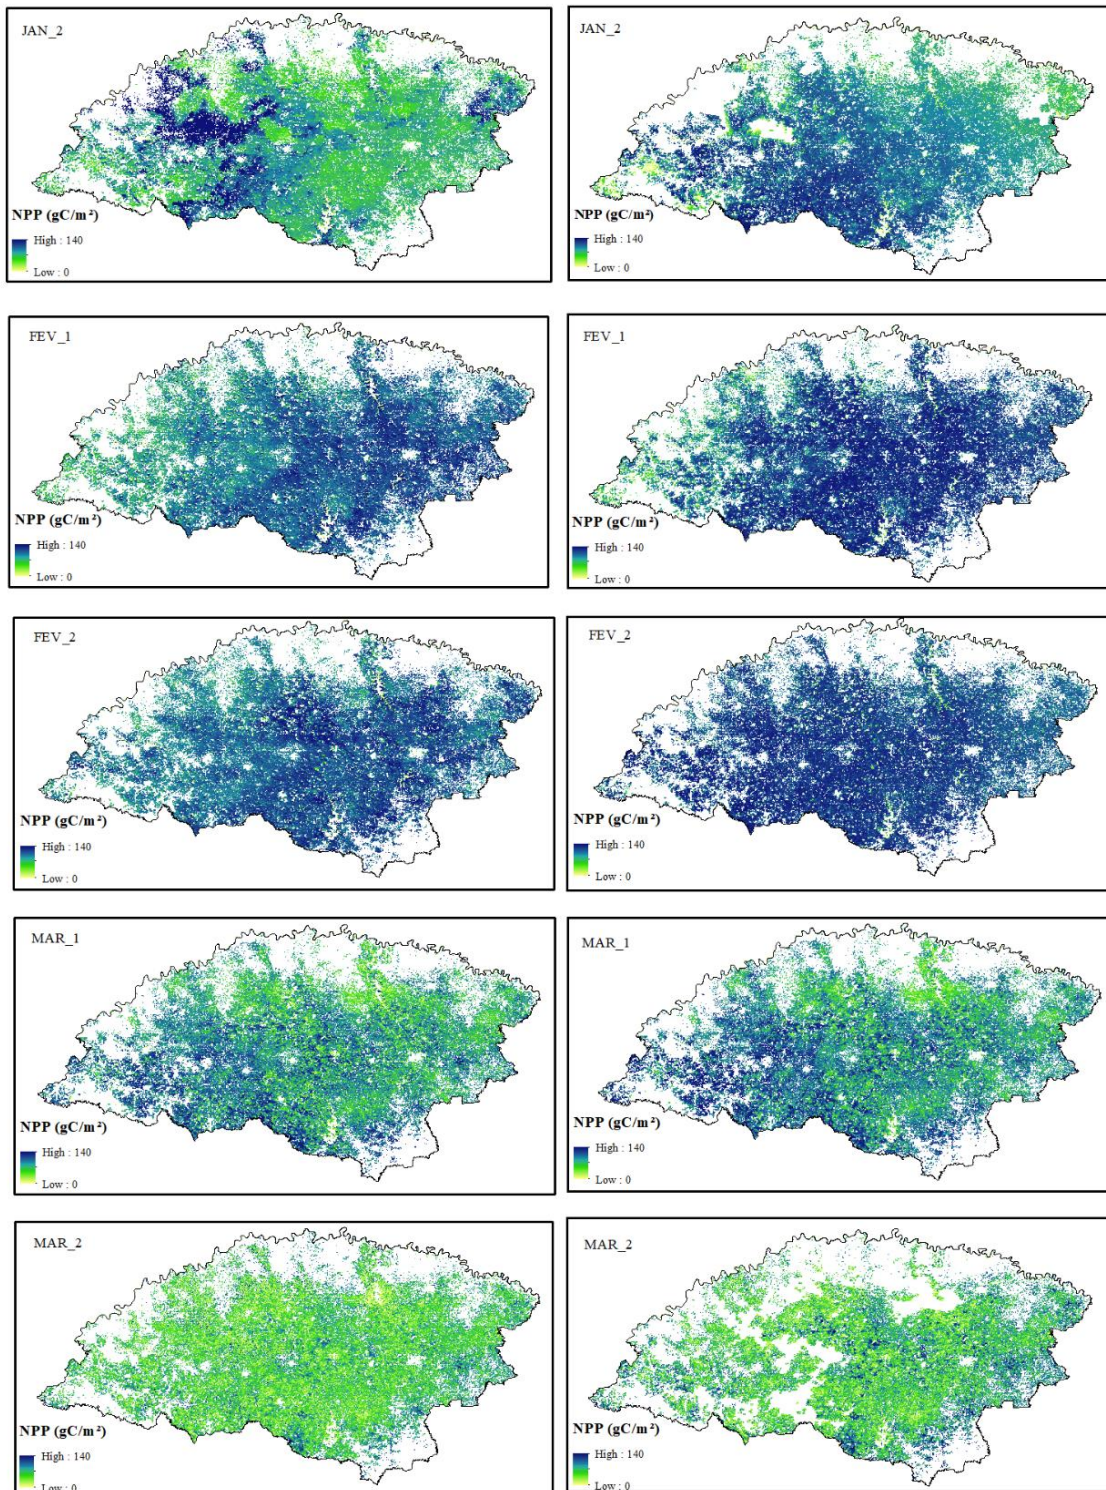 JAN_2
NPP (gC/m²)
High : 140
Low : 0
JAN_2
NPP (gC/m²)
High : 140
Low : 0
FEV_1
NPP (gC/m²)
High : 140
Low : 0
FEV_1
NPP (gC/m²)
High : 140
Low : 0
FEV_2
NPP (gC/m²)
High : 140
Low : 0
FEV_2
NPP (gC/m²)
High : 140
Low : 0
MAR_1
NPP (gC/m²)
High : 140
Low : 0
MAR_1
NPP (gC/m²)
High : 140
Low : 0
MAR_2
NPP (gC/m²)
High : 140
Low : 0
MAR_2
NPP (gC/m²)
High : 140
Low : 0